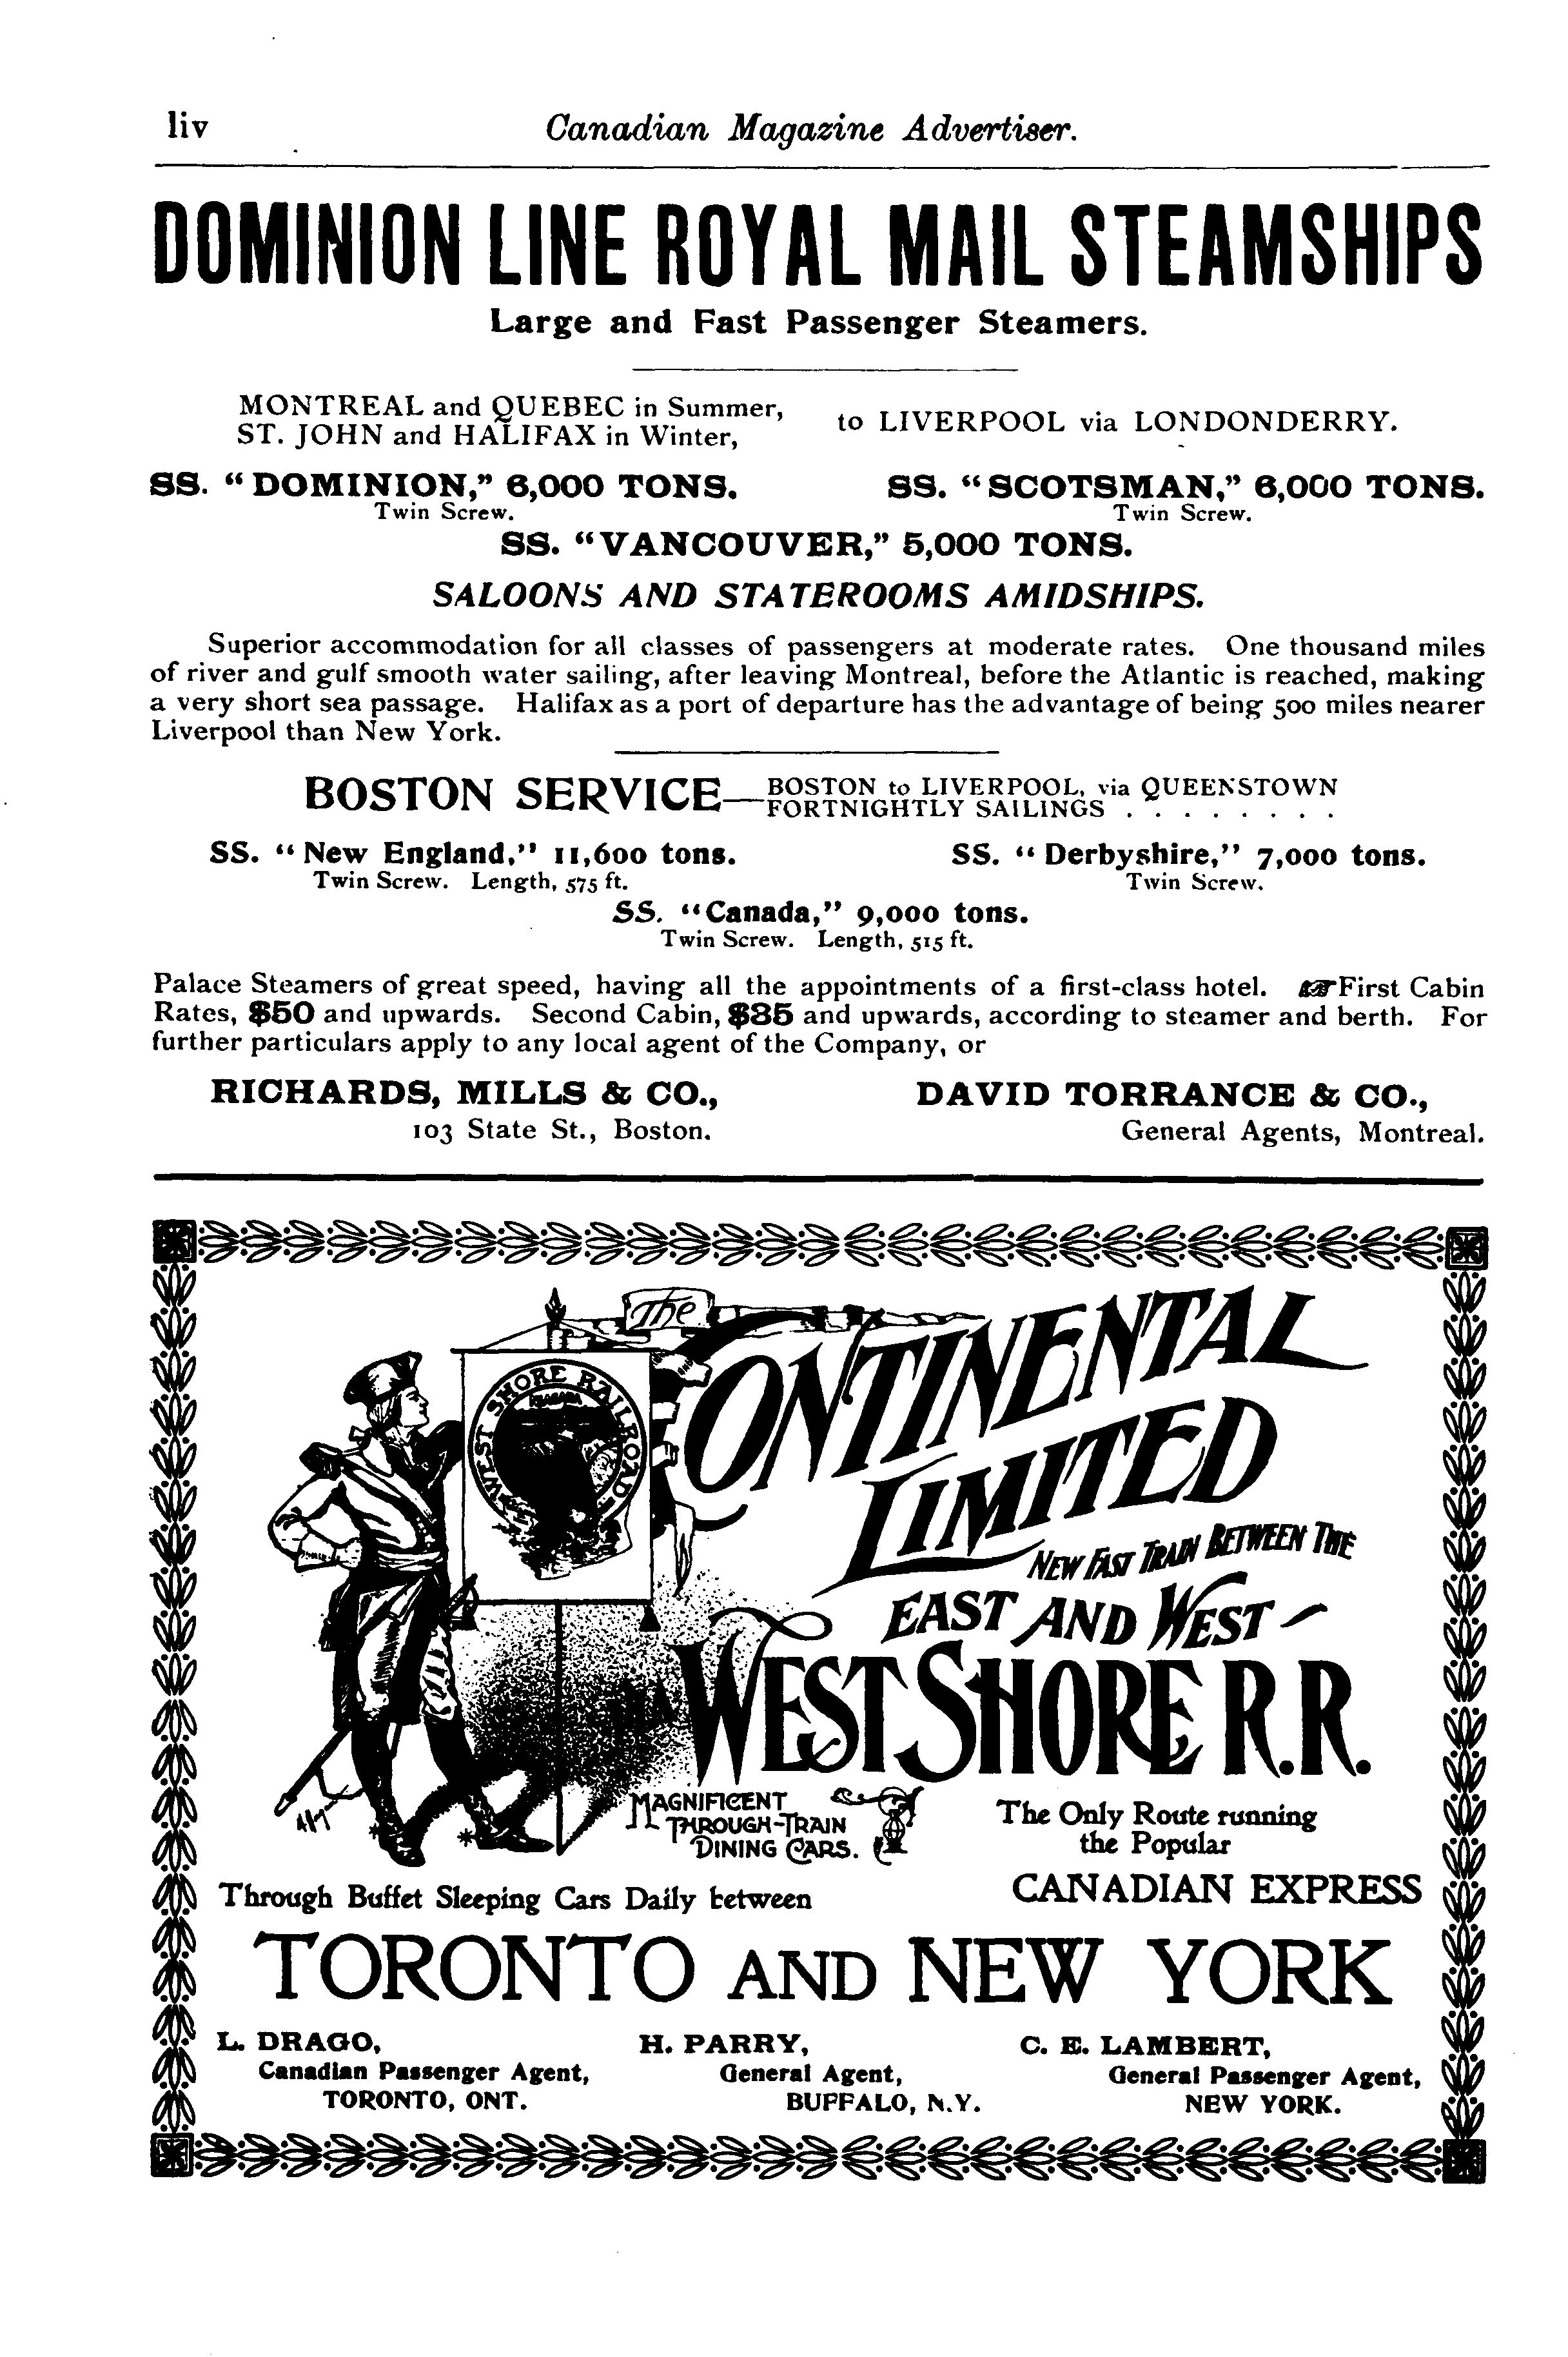 liv Canadian Magazine Advertiser.
DOMINION LINE ROYAL MAIL STEAMSHIPS
Large and Fast Passenger Steamers.
MONTREAL and QUEBEC in Summer,
ST. JOHN and HALIFAX in Winter,
to LIVERPOOL via LONDONDERRY.
SS. “DOMINION,” 6,000 TONS.
Twin Screw.
SS. “SCOTSMAN,” 6,000 TONS.
Twin Screw.
SS. “VANCOUVER,” 5,000 TONS.
SALOONS AND STATEROOMS AMIDSHIPS.
Superior accommodation for all classes of passengers at moderate rates. One thousand miles
of river and gulf smooth water sailing, after leaving Montreal, before the Atlantic is reached, making
a very short sea passage. Halifax as a port of departure has the advantage of being 500 miles nearer
Liverpool than New York.
BOSTON SERVICE—
BOSTON to LIVERPOOL, via QUEENSTOWN
FORTNIGHTLY SAILINGS . . . . . . . .
SS. “New England,” 11,600 tons.
Twin Screw. Length, 575 ft.
SS. “Derbyshire,” 7,000 tons.
Twin Screw.
SS. “Canada,” 9,000 tons.
Twin Screw. Length, 515 ft.
Palace Steamers of great speed, having all the appointments of a first-class hotel. ☞First Cabin
Rates, $50 and upwards. Second Cabin, $35 and upwards, according to steamer and berth. For
further particulars apply to any local agent of the Company, or
RICHARDS, MILLS & CO.,
103 State St., Boston.
DAVID TORRANCE & CO.,
General Agents, Montreal.
The
CONTINENTAL
LIMITED
WEST SHORE RAILROAD
NIAGARA
NEW FAST TRAIN BETWEEN THE
EAST AND WEST
VIA
WEST SHORE R.R.
MAGNIFICENT
THROUGH-TRAIN
DINING CARS.
The Only Route running
the Popular
CANADIAN EXPRESS
Through Buffet Sleeping Cars Daily between
TORONTO AND NEW YORK
L. DRAGO,
Canadian Passenger Agent,
TORONTO, ONT.
H. PARRY,
General Agent,
BUFFALO, N.Y.
C. E. LAMBERT,
General Passenger Agent,
NEW YORK.